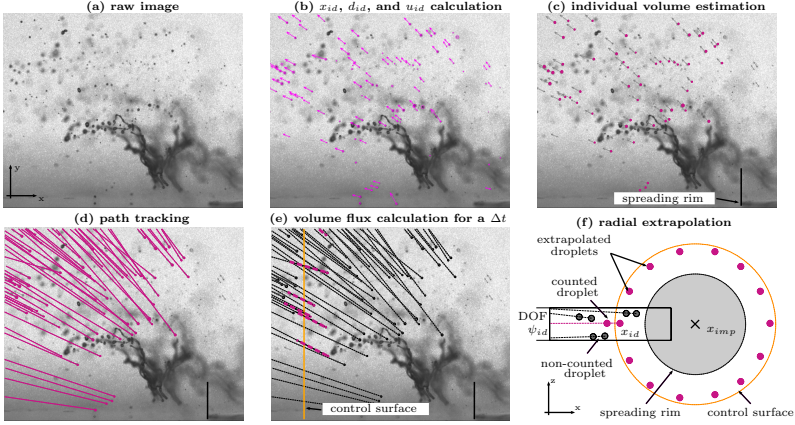 (a) raw image
(b) x_id, d_id, and u_id calculation
(c) individual volume estimation
y
x
spreading rim
(d) path tracking
(e) volume flux calculation for a Δt
(f) radial extrapolation
control surface
extrapolated
droplets
counted
droplet
DOF
ψ_id
x_id
x_imp
non-counted
droplet
z
x
spreading rim
control surface